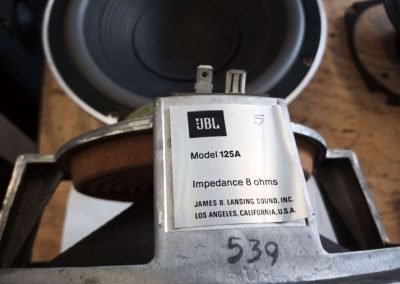 JBL
Model 125A
Impedance 8 ohms
JAMES B. LANSING SOUND, INC.
LOS ANGELES, CALIFORNIA, U.S.A.
539